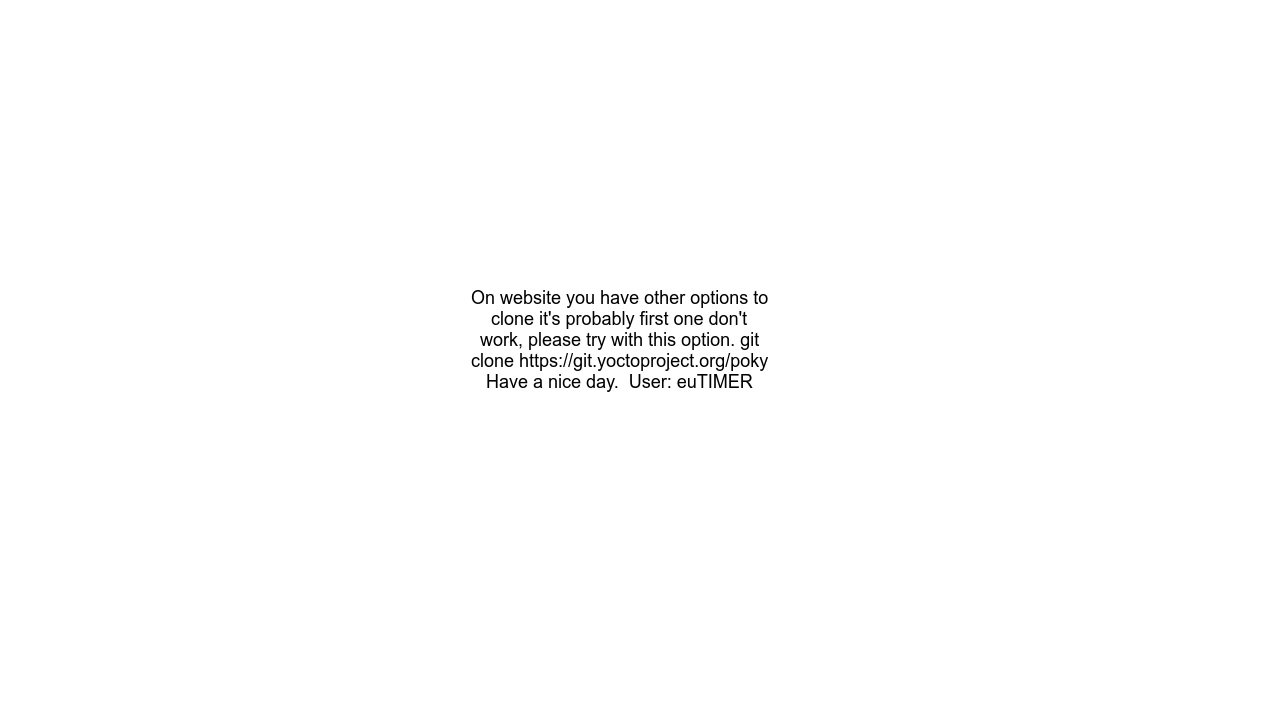 On website you have other options to
clone it's probably first one don't
work, please try with this option. git
clone https://git.yoctoproject.org/poky
Have a nice day.  User: euTIMER